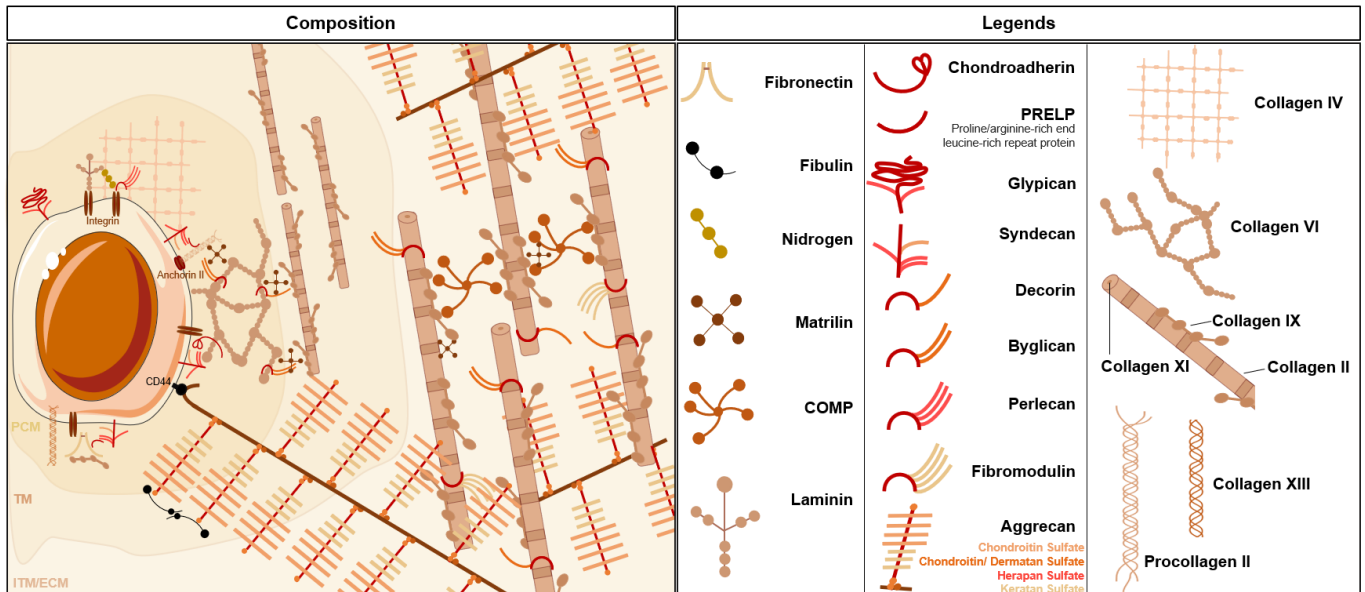 Composition
Legends
Integrin
Anchorin II
CD44
PCM
TM
ITM/ECM
Fibronectin
Fibulin
Nidrogen
Matrilin
COMP
Laminin
Chondroadherin
PRELP
Proline/arginine-rich end
leucine-rich repeat protein
Glypican
Syndecan
Decorin
Byglican
Perlecan
Fibromodulin
Aggrecan
Chondroitin Sulfate
Chondroitin/ Dermatan Sulfate
Herapan Sulfate
Keratan Sulfate
Collagen IV
Collagen VI
Collagen IX
Collagen XI
Collagen II
Collagen XIII
Procollagen II